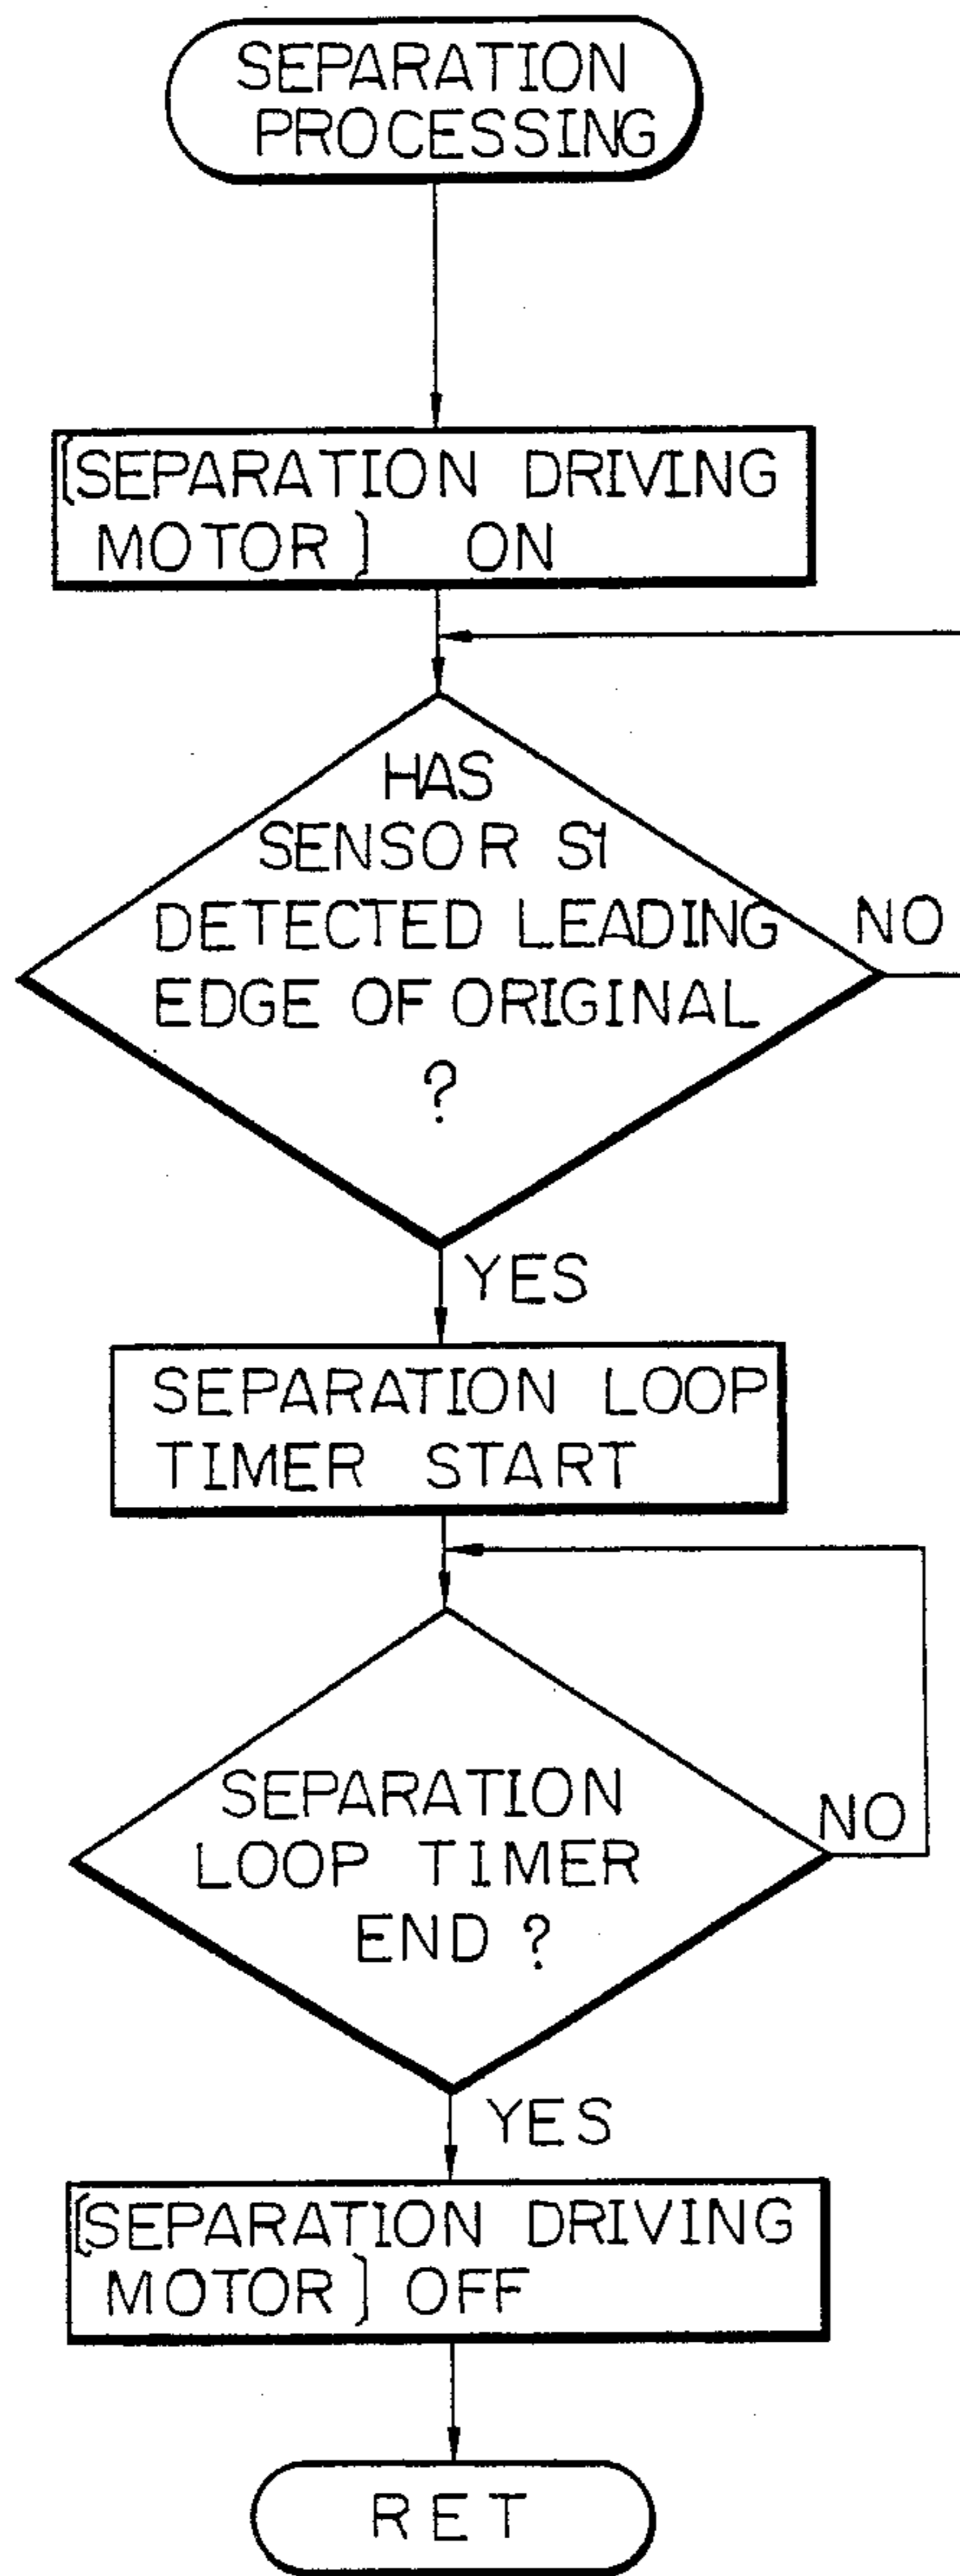 SEPARATION
PROCESSING
[SEPARATION DRIVING
MOTOR] ON
HAS
SENSOR S1
DETECTED LEADING
EDGE OF ORIGINAL
?
NO
YES
SEPARATION LOOP
TIMER START
SEPARATION
LOOP TIMER
END ?
NO
YES
[SEPARATION DRIVING
MOTOR] OFF
RET